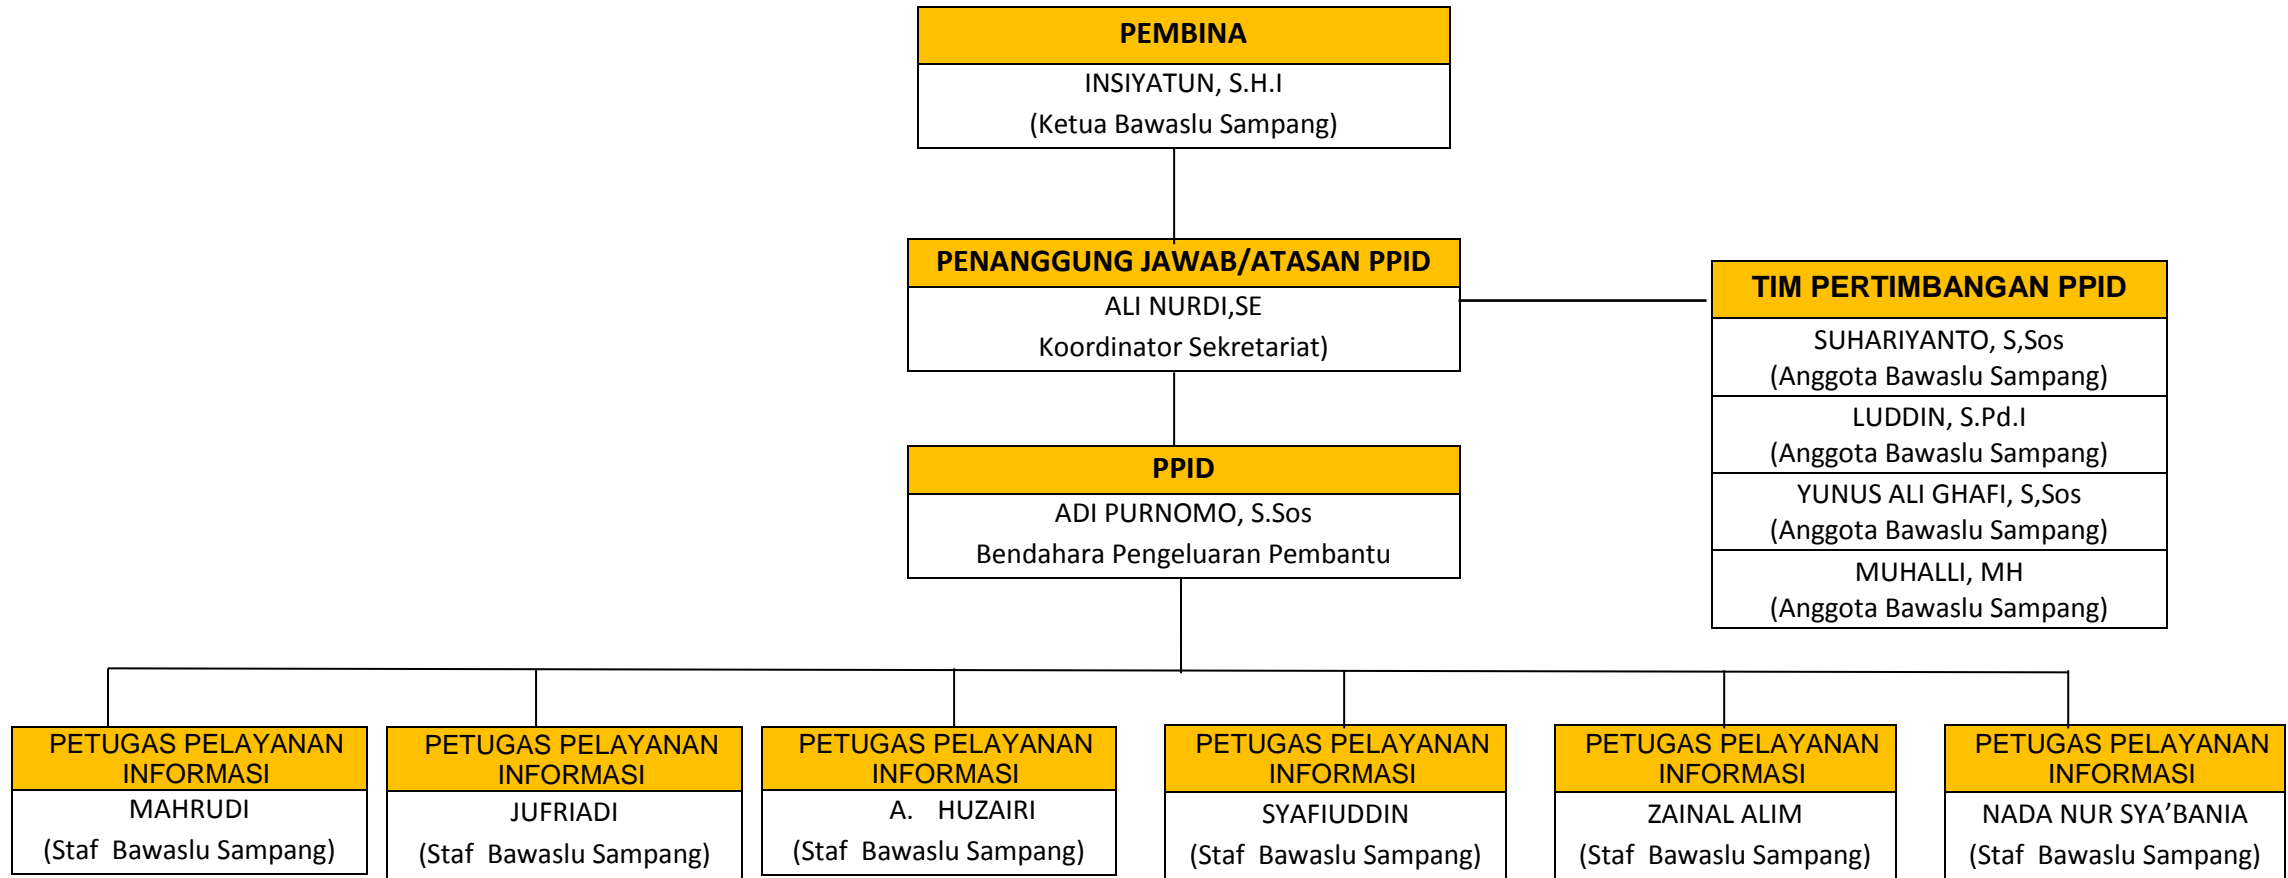 PEMBINA
INSIYATUN, S.H.I
(Ketua Bawaslu Sampang)
PENANGGUNG JAWAB/ATASAN PPID
ALI NURDI,SE
Koordinator Sekretariat)
TIM PERTIMBANGAN PPID
SUHARIYANTO, S,Sos
(Anggota Bawaslu Sampang)
LUDDIN, S.Pd.I
(Anggota Bawaslu Sampang)
YUNUS ALI GHAFI, S,Sos
(Anggota Bawaslu Sampang)
MUHALLI, MH
(Anggota Bawaslu Sampang)
PPID
ADI PURNOMO, S.Sos
Bendahara Pengeluaran Pembantu
PETUGAS PELAYANAN
INFORMASI
MAHRUDI
(Staf  Bawaslu Sampang)
PETUGAS PELAYANAN
INFORMASI
JUFRIADI
(Staf  Bawaslu Sampang)
PETUGAS PELAYANAN
INFORMASI
A.   HUZAIRI
(Staf  Bawaslu Sampang)
PETUGAS PELAYANAN
INFORMASI
SYAFIUDDIN
(Staf  Bawaslu Sampang)
PETUGAS PELAYANAN
INFORMASI
ZAINAL ALIM
(Staf  Bawaslu Sampang)
PETUGAS PELAYANAN
INFORMASI
NADA NUR SYA’BANIA
(Staf  Bawaslu Sampang)